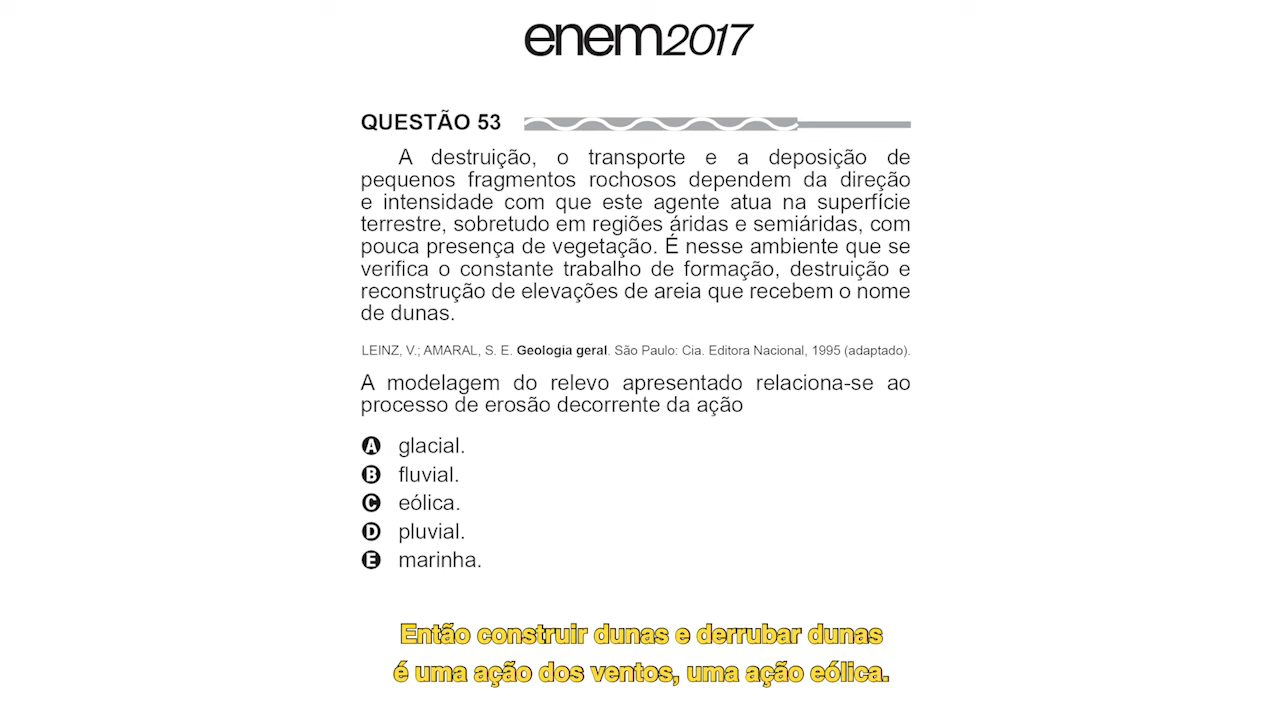 enem2017
QUESTÃO 53
A destruição, o transporte e a deposição de
pequenos fragmentos rochosos dependem da direção
e intensidade com que este agente atua na superfície
terrestre, sobretudo em regiões áridas e semiáridas, com
pouca presença de vegetação. É nesse ambiente que se
verifica o constante trabalho de formação, destruição e
reconstrução de elevações de areia que recebem o nome
de dunas.
LEINZ, V.; AMARAL, S. E. Geologia geral. São Paulo: Cia. Editora Nacional, 1995 (adaptado).
A modelagem do relevo apresentado relaciona-se ao
processo de erosão decorrente da ação
A glacial.
B fluvial.
C eólica.
D pluvial.
E marinha.
Então construir dunas e derrubar dunas
é uma ação dos ventos, uma ação eólica.